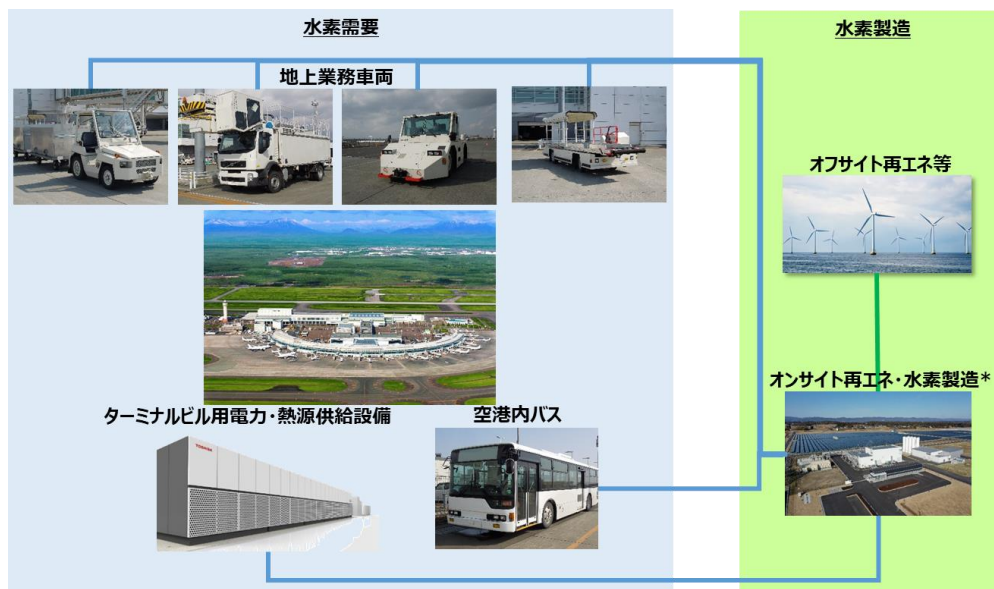 水素需要
水素製造
地上業務車両
オフサイト再エネ等
オンサイト再エネ・水素製造*
ターミナルビル用電力・熱源供給設備
空港内バス
TOSHIBA